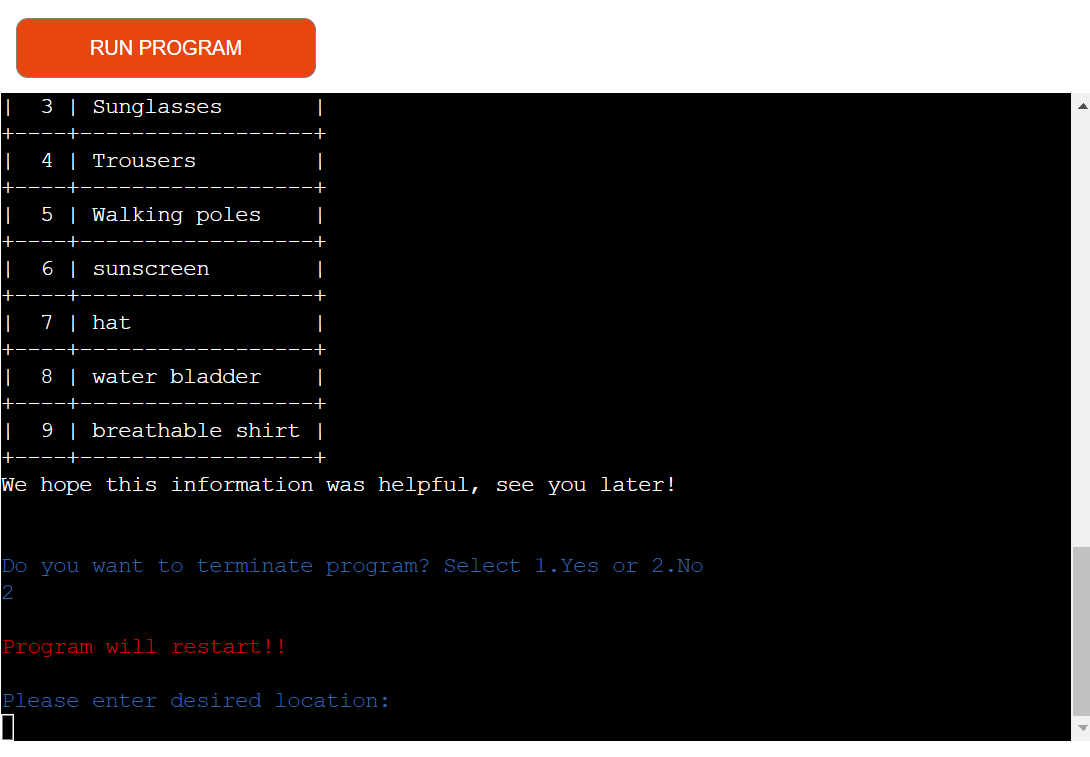 RUN PROGRAM
|  3 | Sunglasses       |
+----+------------------+
|  4 | Trousers         |
+----+------------------+
|  5 | Walking poles    |
+----+------------------+
|  6 | sunscreen        |
+----+------------------+
|  7 | hat              |
+----+------------------+
|  8 | water bladder    |
+----+------------------+
|  9 | breathable shirt |
+----+------------------+
We hope this information was helpful, see you later!
Do you want to terminate program? Select 1.Yes or 2.No
2
Program will restart!!
Please enter desired location: